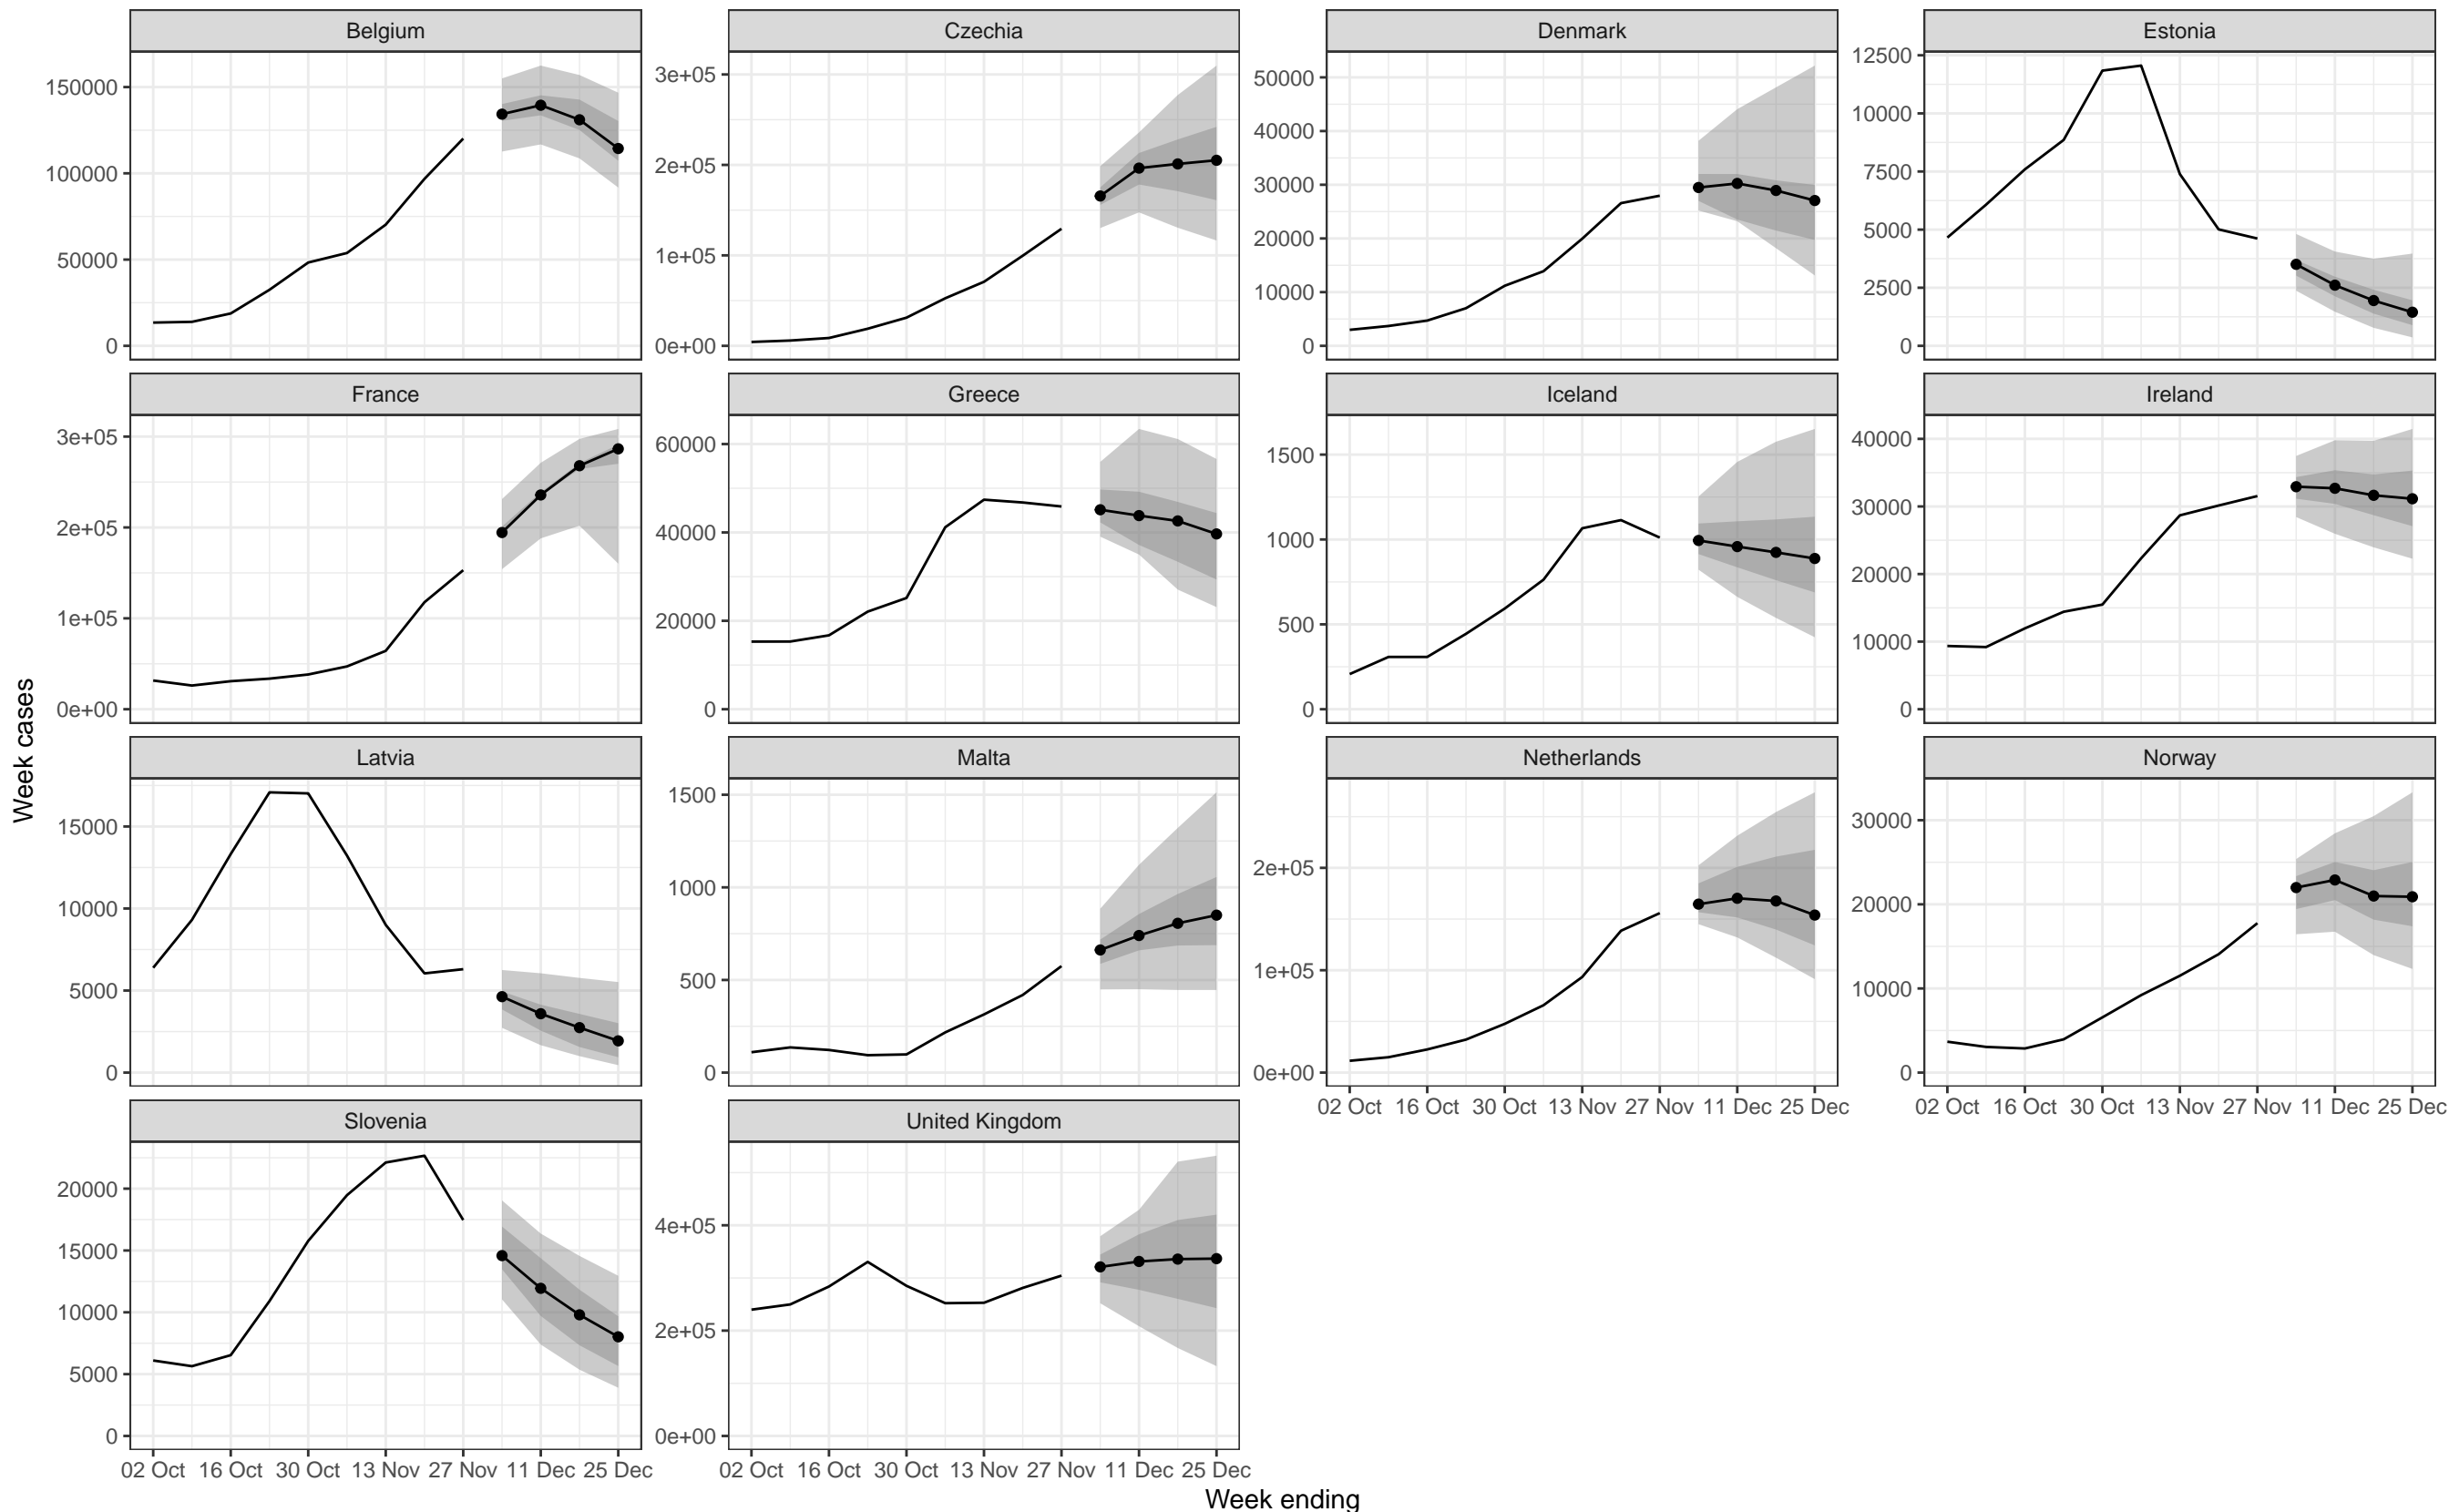 Belgium
Czechia
Denmark
Estonia
150000
100000
50000
0
3e+05
2e+05
1e+05
0e+00
50000
40000
30000
20000
10000
0
12500
10000
7500
5000
2500
0
France
Greece
Iceland
Ireland
3e+05
2e+05
1e+05
0e+00
60000
40000
20000
0
1500
1000
500
0
40000
30000
20000
10000
0
Week cases
Latvia
Malta
Netherlands
Norway
15000
10000
5000
0
1500
1000
500
0
2e+05
1e+05
0e+00
30000
20000
10000
0
02 Oct 16 Oct 30 Oct 13 Nov 27 Nov 11 Dec 25 Dec
02 Oct 16 Oct 30 Oct 13 Nov 27 Nov 11 Dec 25 Dec
Slovenia
United Kingdom
20000
15000
10000
5000
0
4e+05
2e+05
0e+00
02 Oct 16 Oct 30 Oct 13 Nov 27 Nov 11 Dec 25 Dec
02 Oct 16 Oct 30 Oct 13 Nov 27 Nov 11 Dec 25 Dec
Week ending